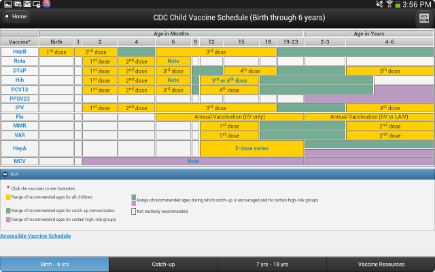 3:56 PM
Home
CDC Child Vaccine Schedule (Birth through 6 years)
Age in Months Age in Years
Vaccine* Birth 1 2 4 6 9 12 15 18 19-23 2-3 4-6
HepB 1st dose 2nd dose 3rd dose
Rota 1st dose 2nd dose Note
DTaP 1st dose 2nd dose 3rd dose 4th dose 5th dose
Hib 1st dose 2nd dose Note 3rd or 4th dose
PCV13 1st dose 2nd dose 3rd dose 4th dose
PPSV23
IPV 1st dose 2nd dose 3rd dose 4th dose
Flu Annual Vaccination (IIV only) Annual Vaccination (IIV or LAIV)
MMR 1st dose 2nd dose
VAR 1st dose 2nd dose
HepA 2-dose series
MCV Note
KEY
* Click the vaccines to see footnotes.
Range of recommended ages for all children
Range of recommended ages during which catch-up is encouraged and for certain high-risk groups
Range of recommended ages for catch-up immunization
Not routinely recommended
Range of recommended ages for certain high-risk groups
Accessible Vaccine Schedule
Birth - 6 yrs Catch-up 7 yrs - 18 yrs Vaccine Resources